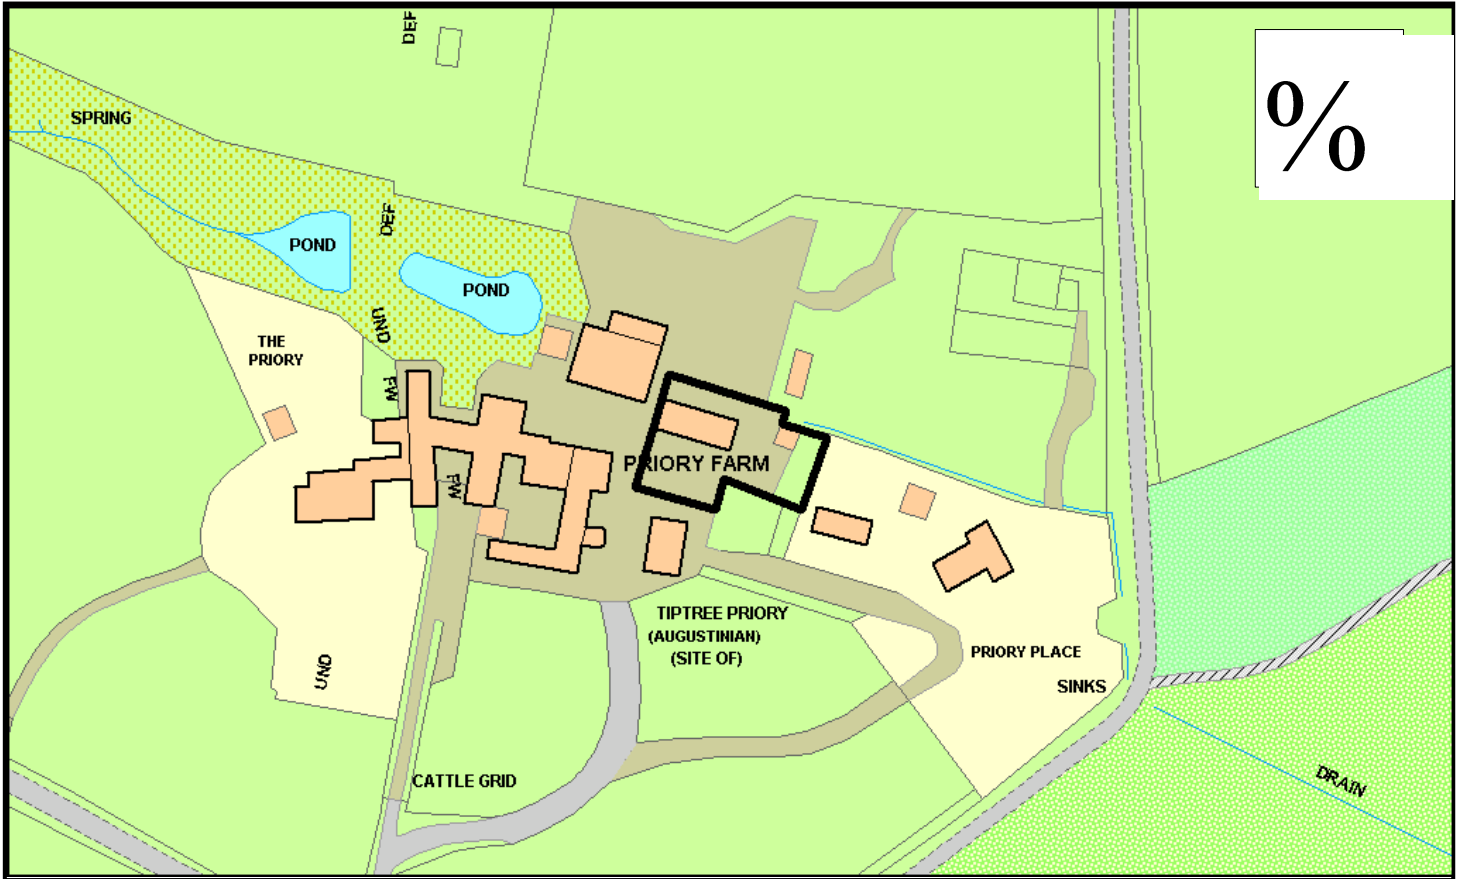 DEF
%
SPRING
DEF
POND
POND
UND
THE
PRIORY
FW
PRIORY FARM
FW
TIPTREE PRIORY
(AUGUSTINIAN)
(SITE OF)
PRIORY PLACE
UND
SINKS
CATTLE GRID
DRAIN